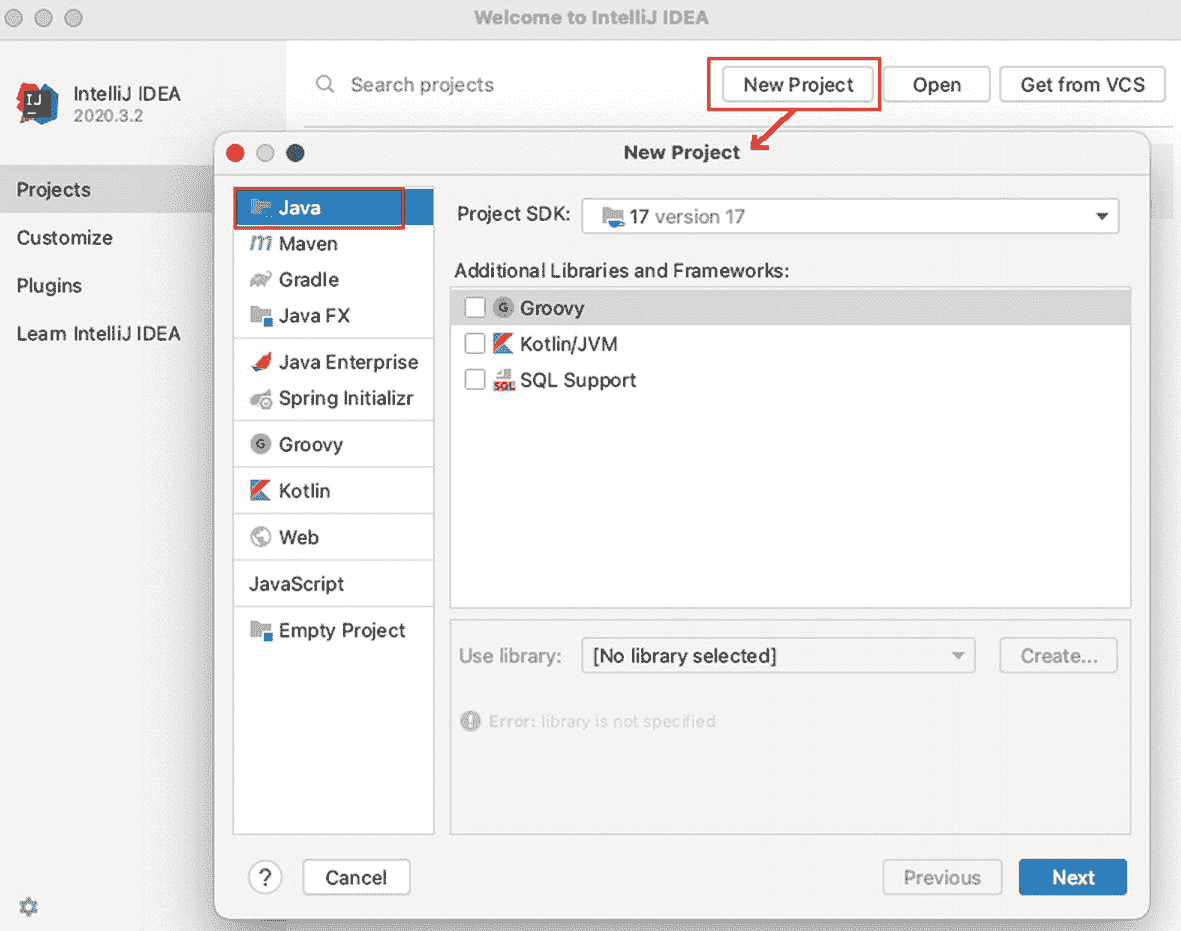 Welcome to IntelliJ IDEA
IntelliJ IDEA
2020.3.2
Search projects
New Project
Open
Get from VCS
Projects
Customize
Plugins
Learn IntelliJ IDEA
New Project
Java
Maven
Gradle
Java FX
Java Enterprise
Spring Initializr
Groovy
Kotlin
Web
JavaScript
Empty Project
Project SDK: 17 version 17
Additional Libraries and Frameworks:
Groovy
Kotlin/JVM
SQL Support
Use library: [No library selected] Create...
Error: library is not specified
? Cancel Previous Next